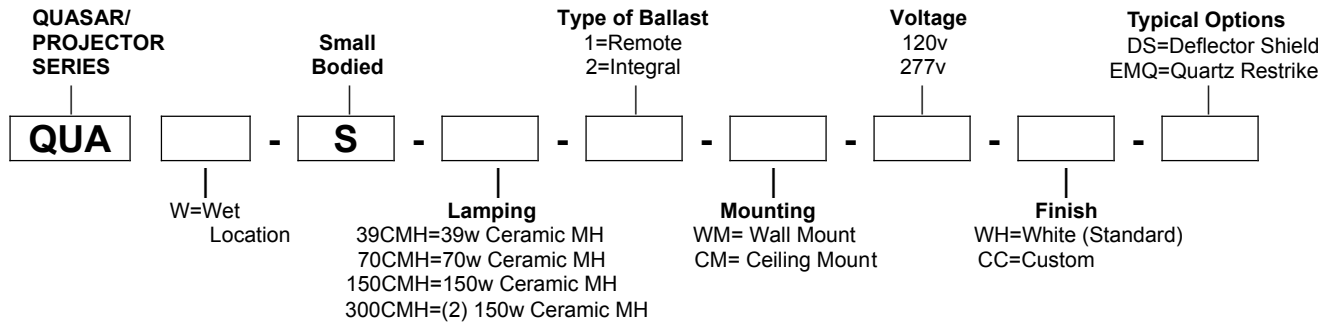 QUASAR/
PROJECTOR
SERIES
Small
Bodied
Type of Ballast
1=Remote
2=Integral
Voltage
120v
277v
Typical Options
DS=Deflector Shield
EMQ=Quartz Restrike
QUA - S - - - - - -
W=Wet
Location
Lamping
39CMH=39w Ceramic MH
70CMH=70w Ceramic MH
150CMH=150w Ceramic MH
300CMH=(2) 150w Ceramic MH
Mounting
WM= Wall Mount
CM= Ceiling Mount
Finish
WH=White (Standard)
CC=Custom